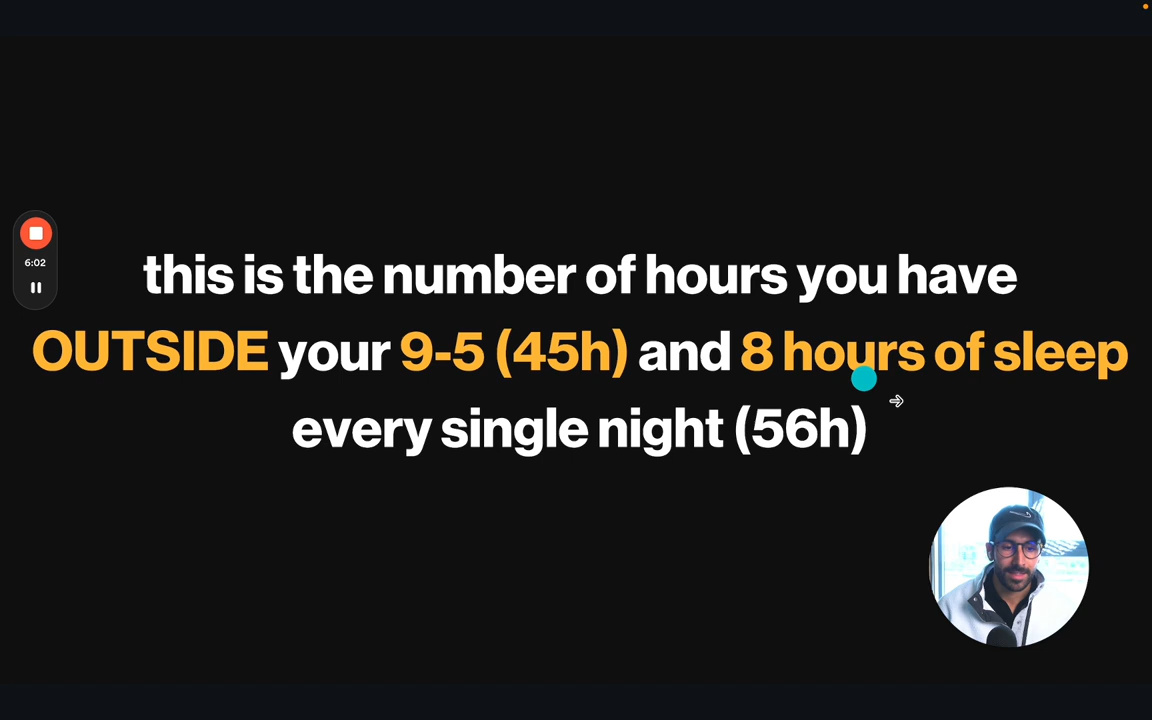 6:02
this is the number of hours you have
OUTSIDE your 9-5 (45h) and 8 hours of sleep
every single night (56h)